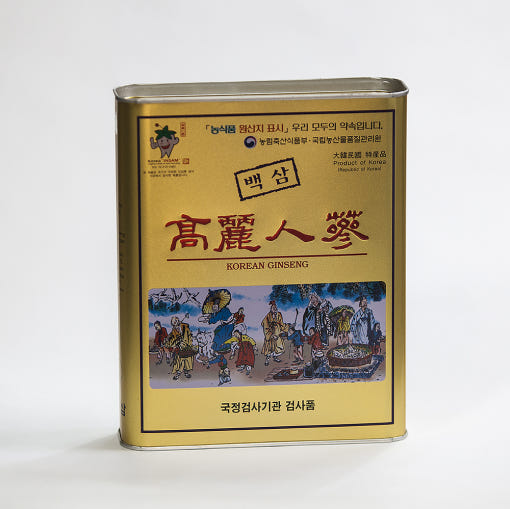 「농식품 원산지 표시」 우리 모두의 약속입니다.
농림축산식품부·국립농산물품질관리원
KOREA INSAM
大韓民國 特産品
Product of Korea
(Republic of Korea)
백삼
高麗人蔘
KOREAN GINSENG
국정검사기관 검사품